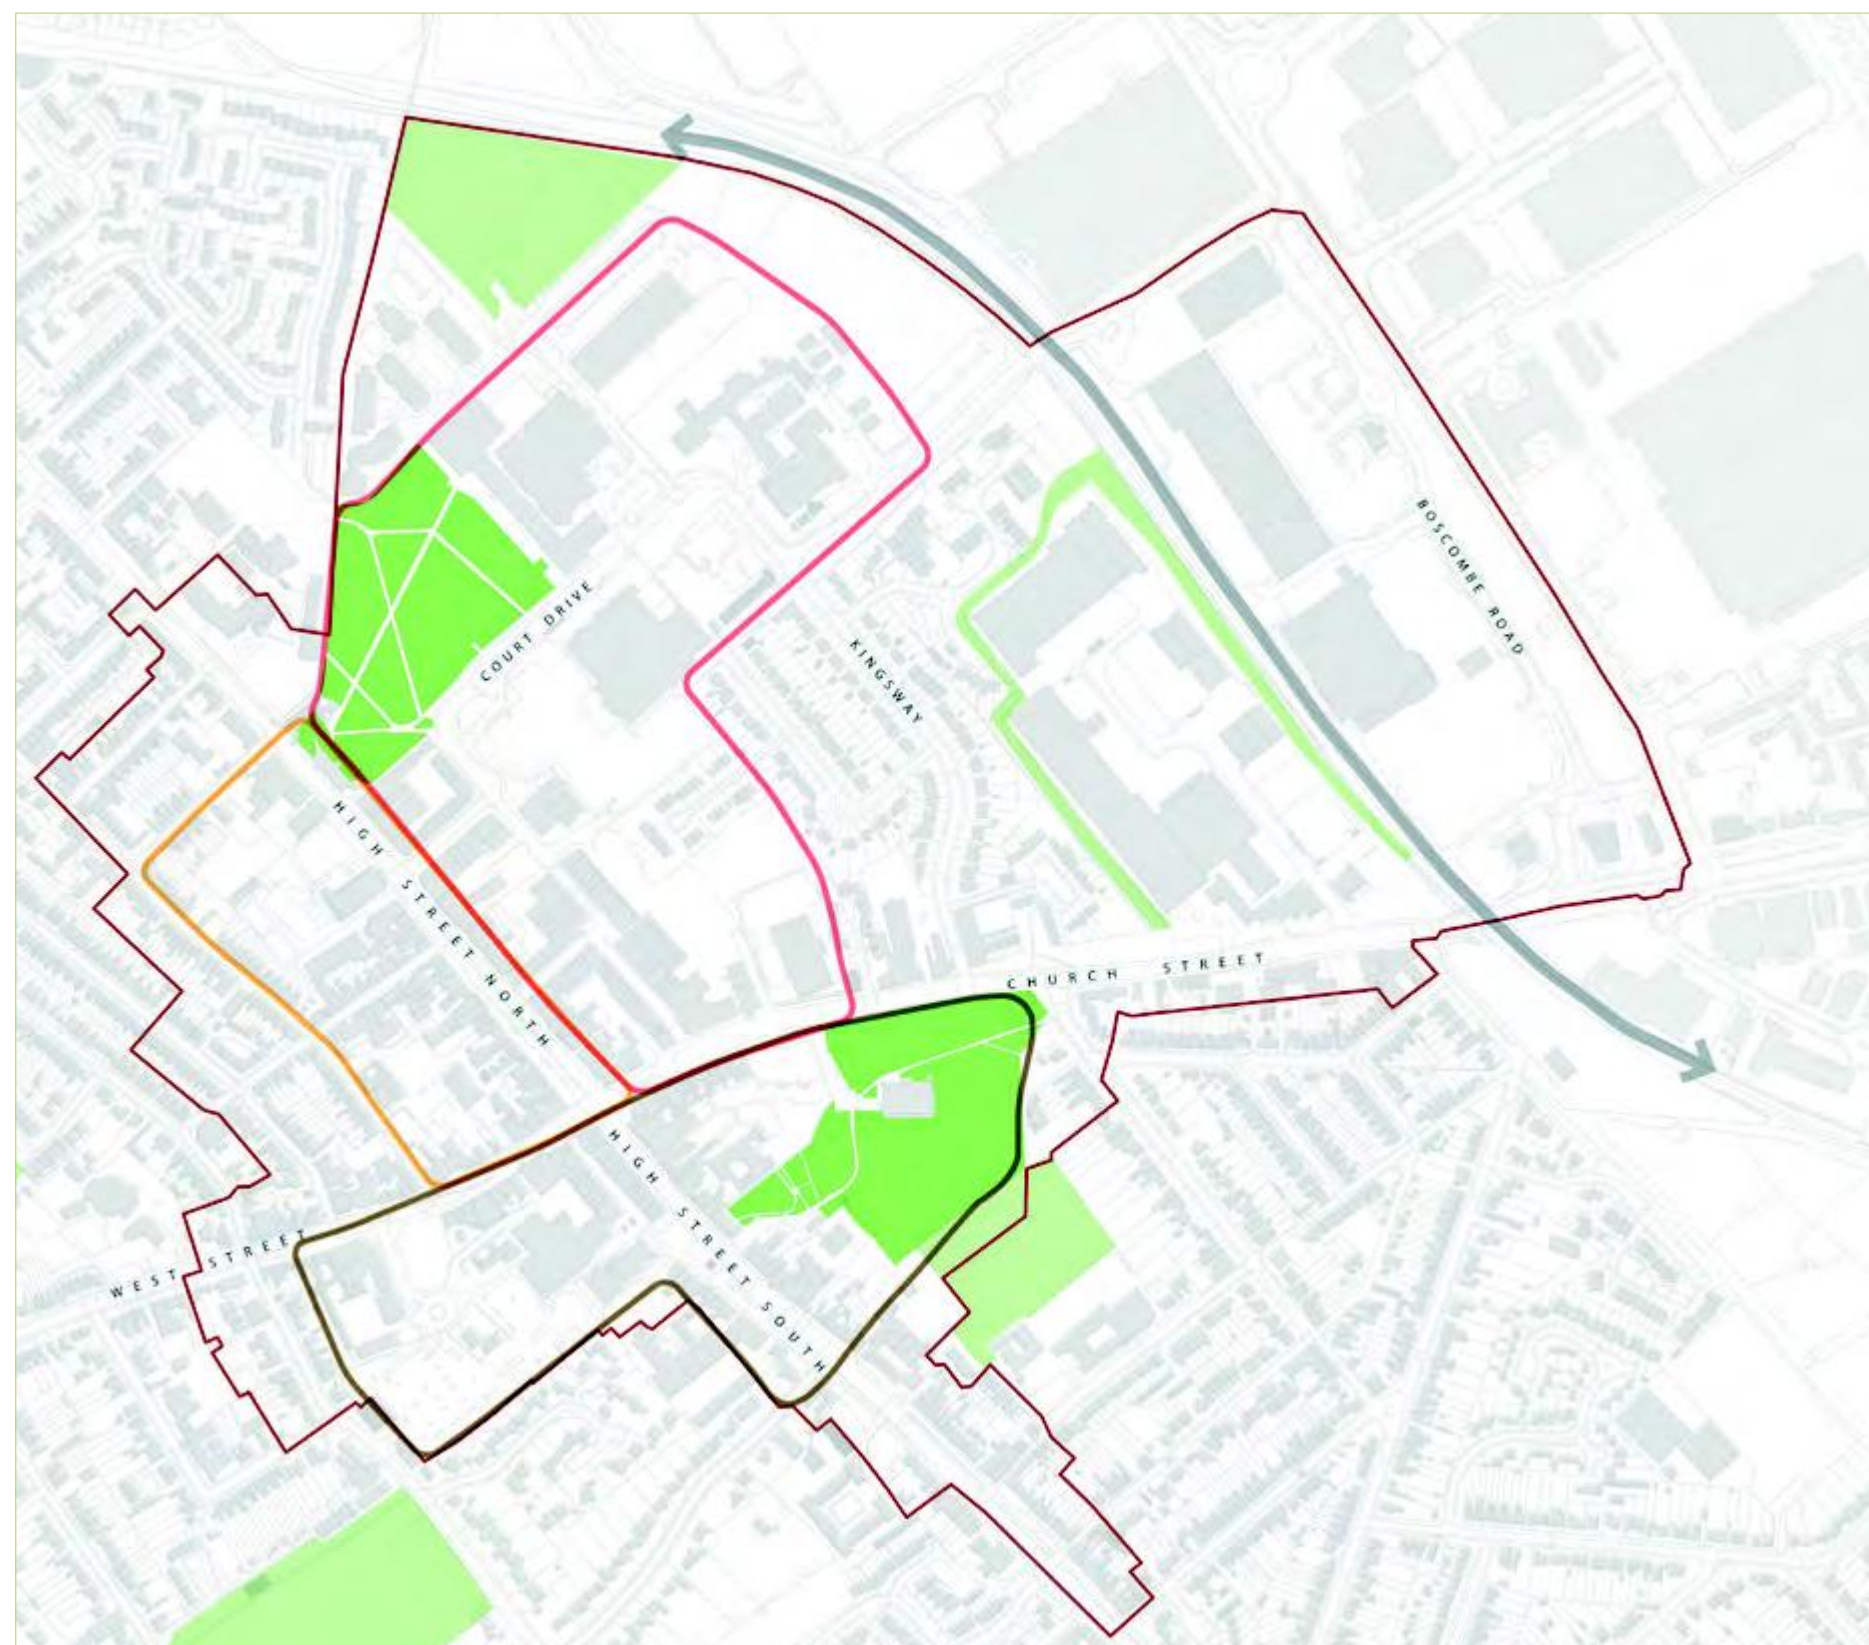 BOSCOMBE ROAD
COURT DRIVE
KINGSWAY
HIGH STREET NORTH
CHURCH STREET
HIGH STREET SOUTH
WEST STREET